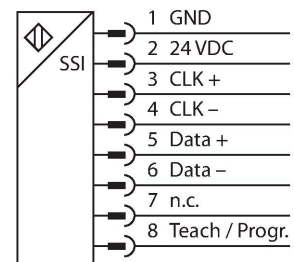 1 GND
2 24 VDC
SSI
3 CLK +
4 CLK –
5 Data +
6 Data –
7 n.c.
8 Teach / Progr.